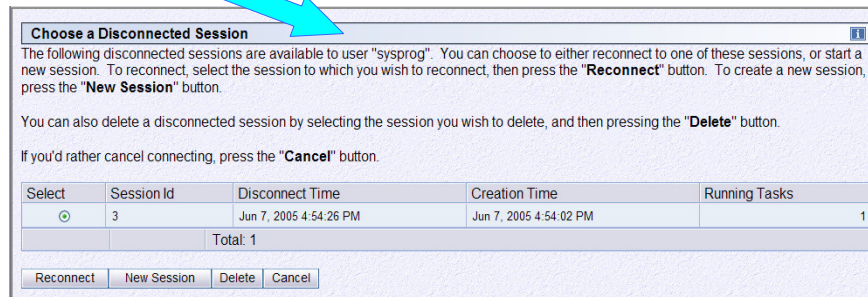 Choose a Disconnected Session
i
The following disconnected sessions are available to user "sysprog". You can choose to either reconnect to one of these sessions, or start a
new session. To reconnect, select the session to which you wish to reconnect, then press the "Reconnect" button. To create a new session,
press the "New Session" button.
You can also delete a disconnected session by selecting the session you wish to delete, and then pressing the "Delete" button.
If you'd rather cancel connecting, press the "Cancel" button.
Select Session Id Disconnect Time Creation Time Running Tasks
3 Jun 7, 2005 4:54:26 PM Jun 7, 2005 4:54:02 PM 1
Total: 1
Reconnect New Session Delete Cancel